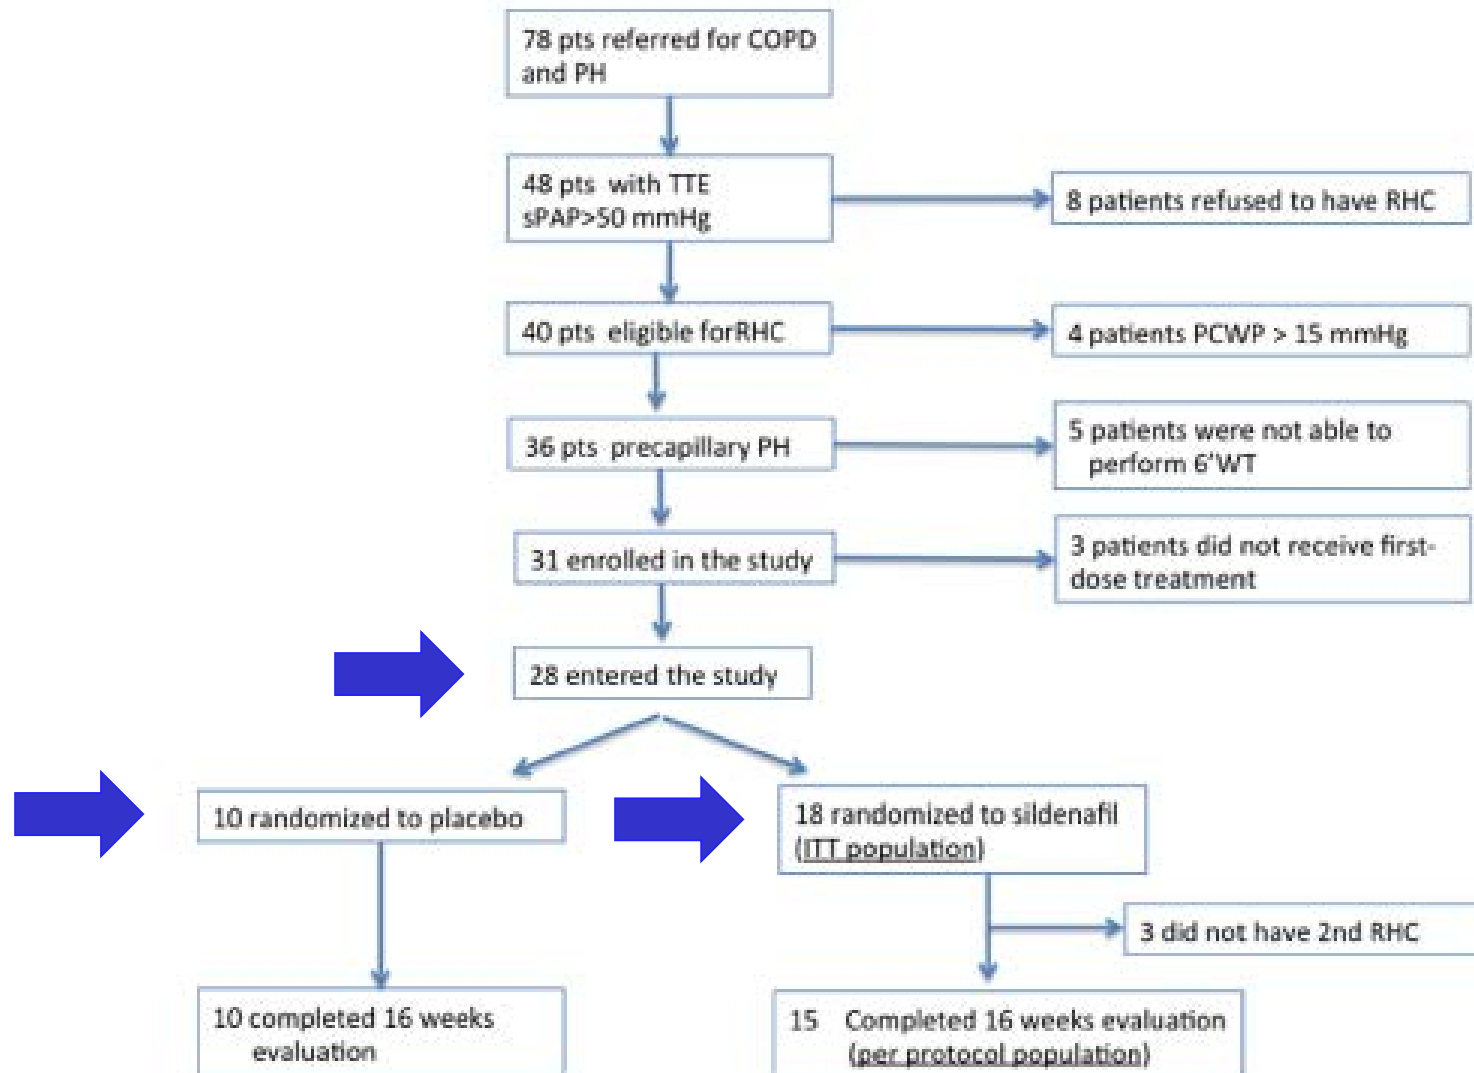 78 pts referred for COPD
and PH
48 pts with TTE
sPAP>50 mmHg
8 patients refused to have RHC
40 pts eligible forRHC
4 patients PCWP > 15 mmHg
36 pts precapillary PH
5 patients were not able to
perform 6'WT
31 enrolled in the study
3 patients did not receive first-
dose treatment
28 entered the study
10 randomized to placebo
18 randomized to sildenafil
(ITT population)
3 did not have 2nd RHC
10 completed 16 weeks
evaluation
15 Completed 16 weeks evaluation
(per protocol population)